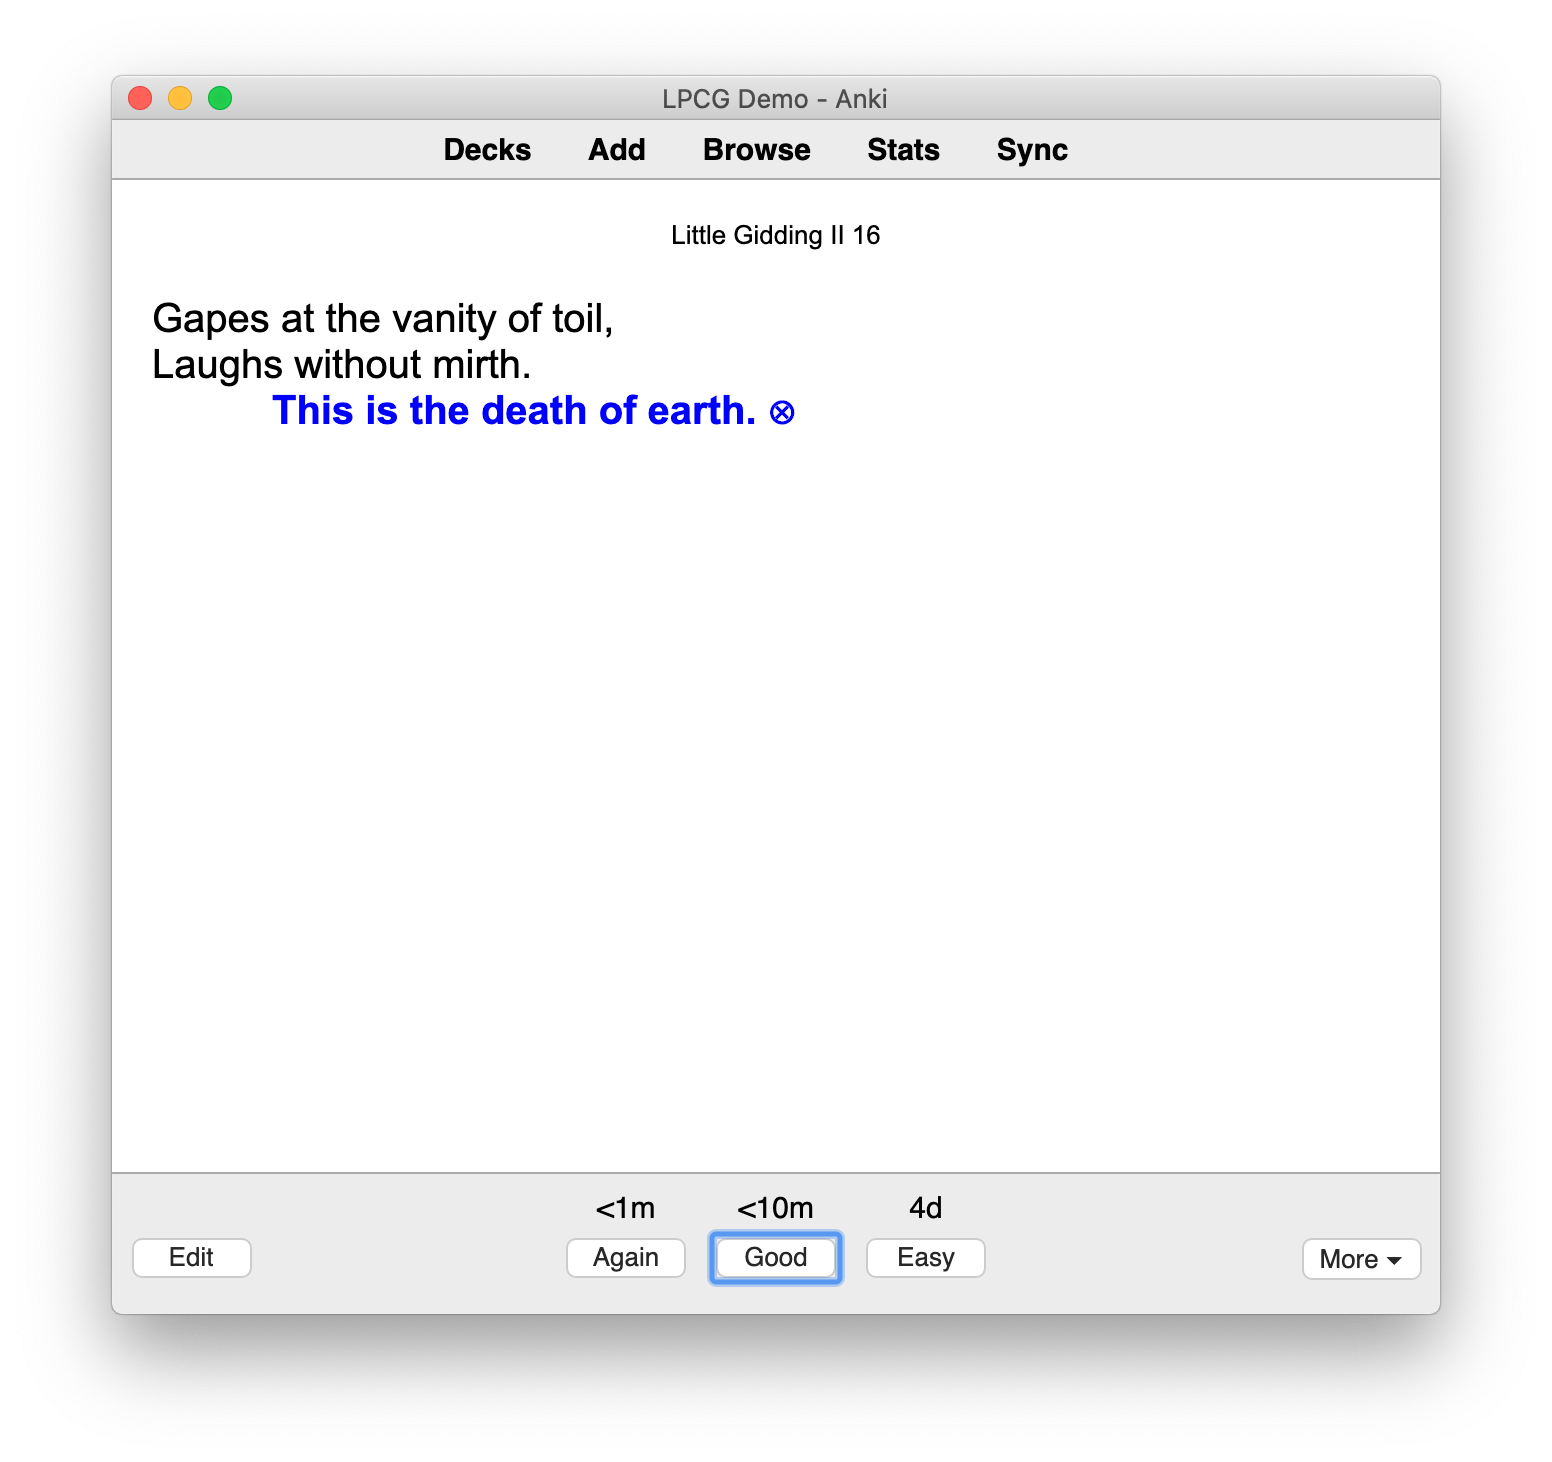 LPCG Demo - Anki
Decks Add Browse Stats Sync
Little Gidding II 16
Gapes at the vanity of toil,
Laughs without mirth.
This is the death of earth. ⊗
<1m <10m 4d
Edit Again Good Easy More